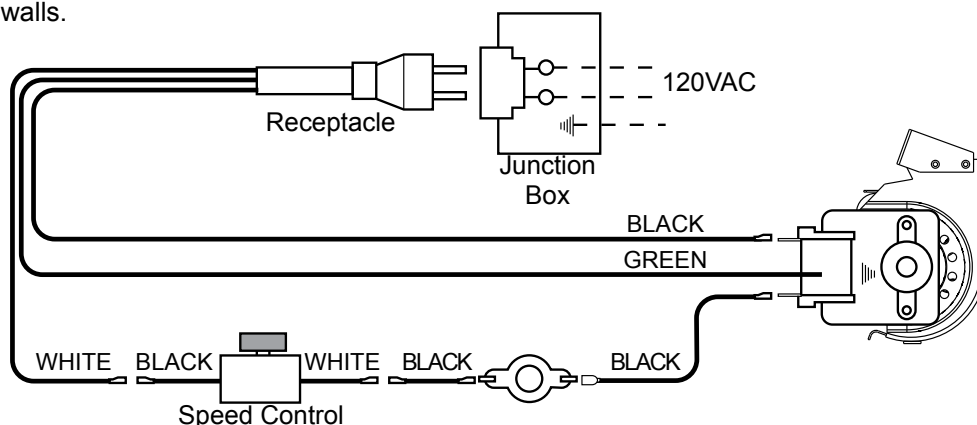 walls.
120VAC
Receptacle
Junction
Box
BLACK
GREEN
WHITE BLACK WHITE BLACK BLACK
Speed Control